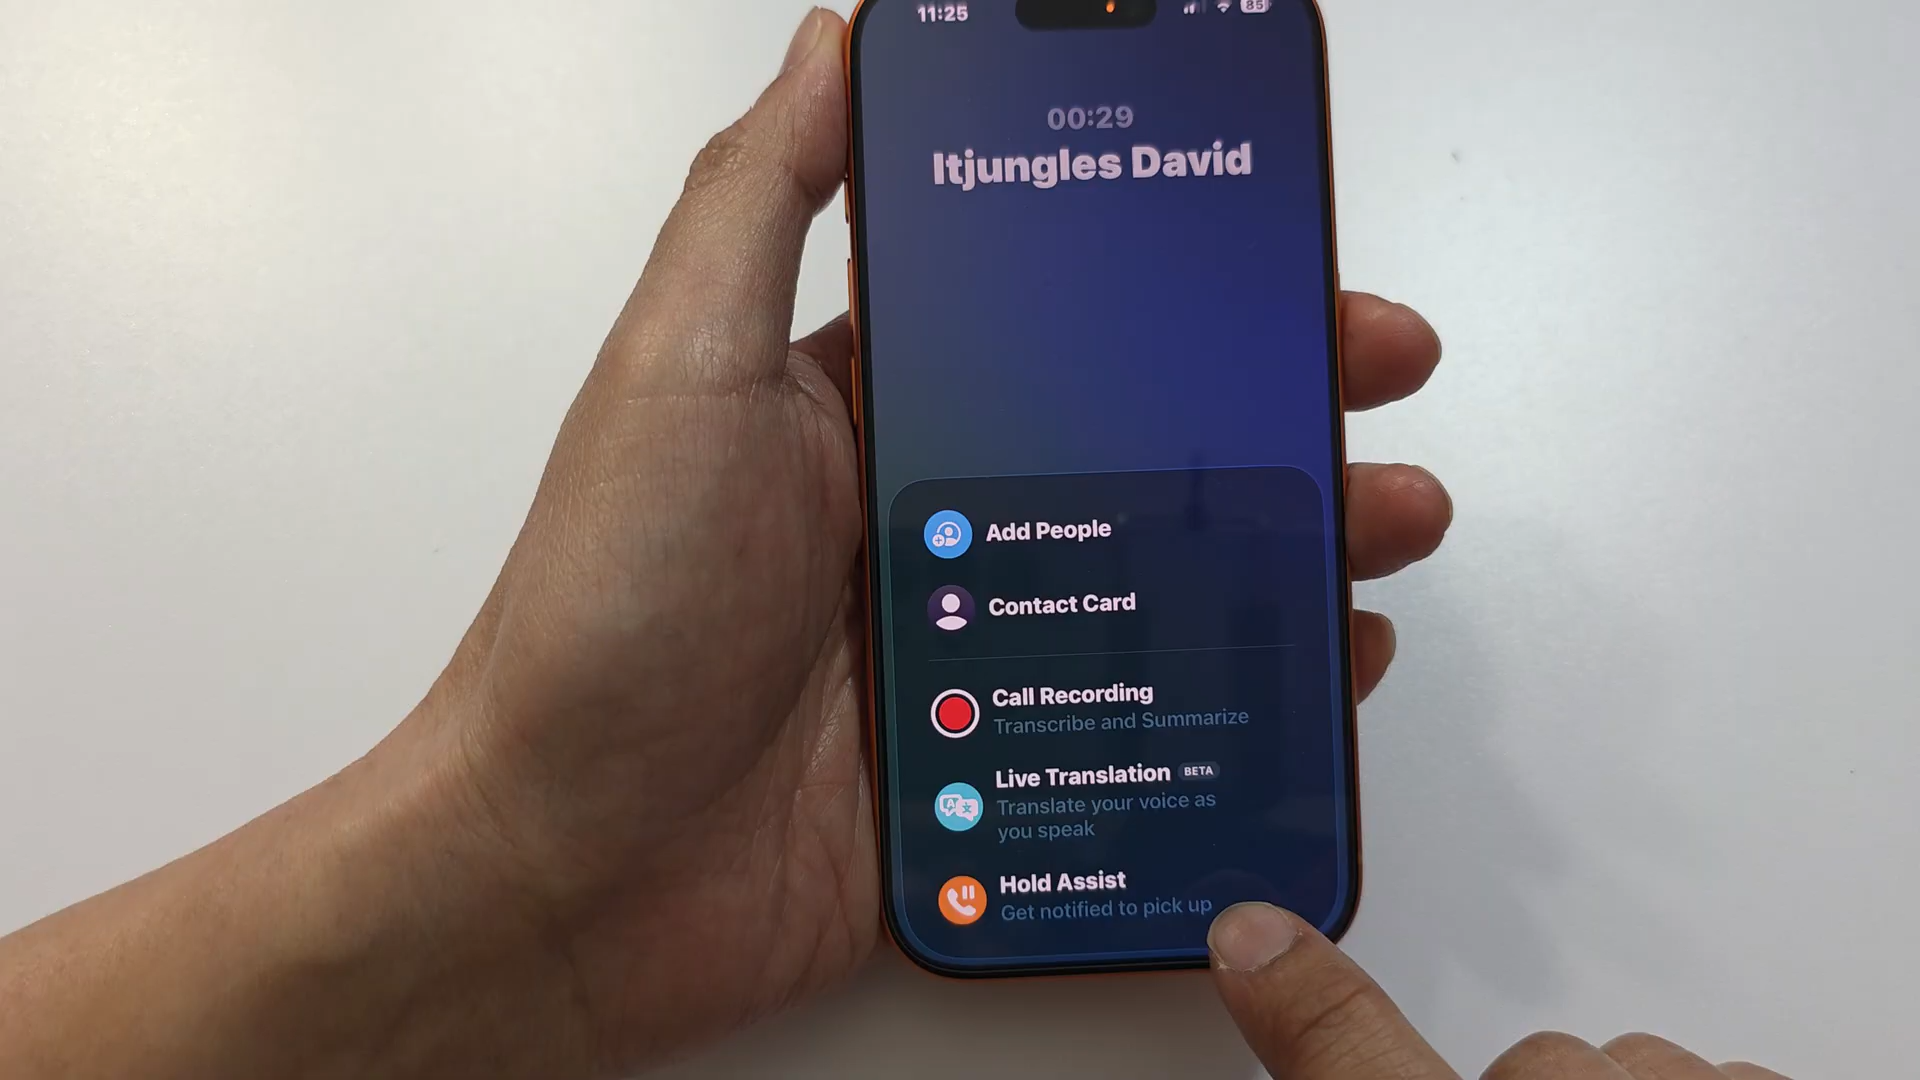 11:25
85
00:29
Itjungles David
Add People
Contact Card
Call Recording
Transcribe and Summarize
Live Translation BETA
Translate your voice as
you speak
Hold Assist
Get notified to pick up